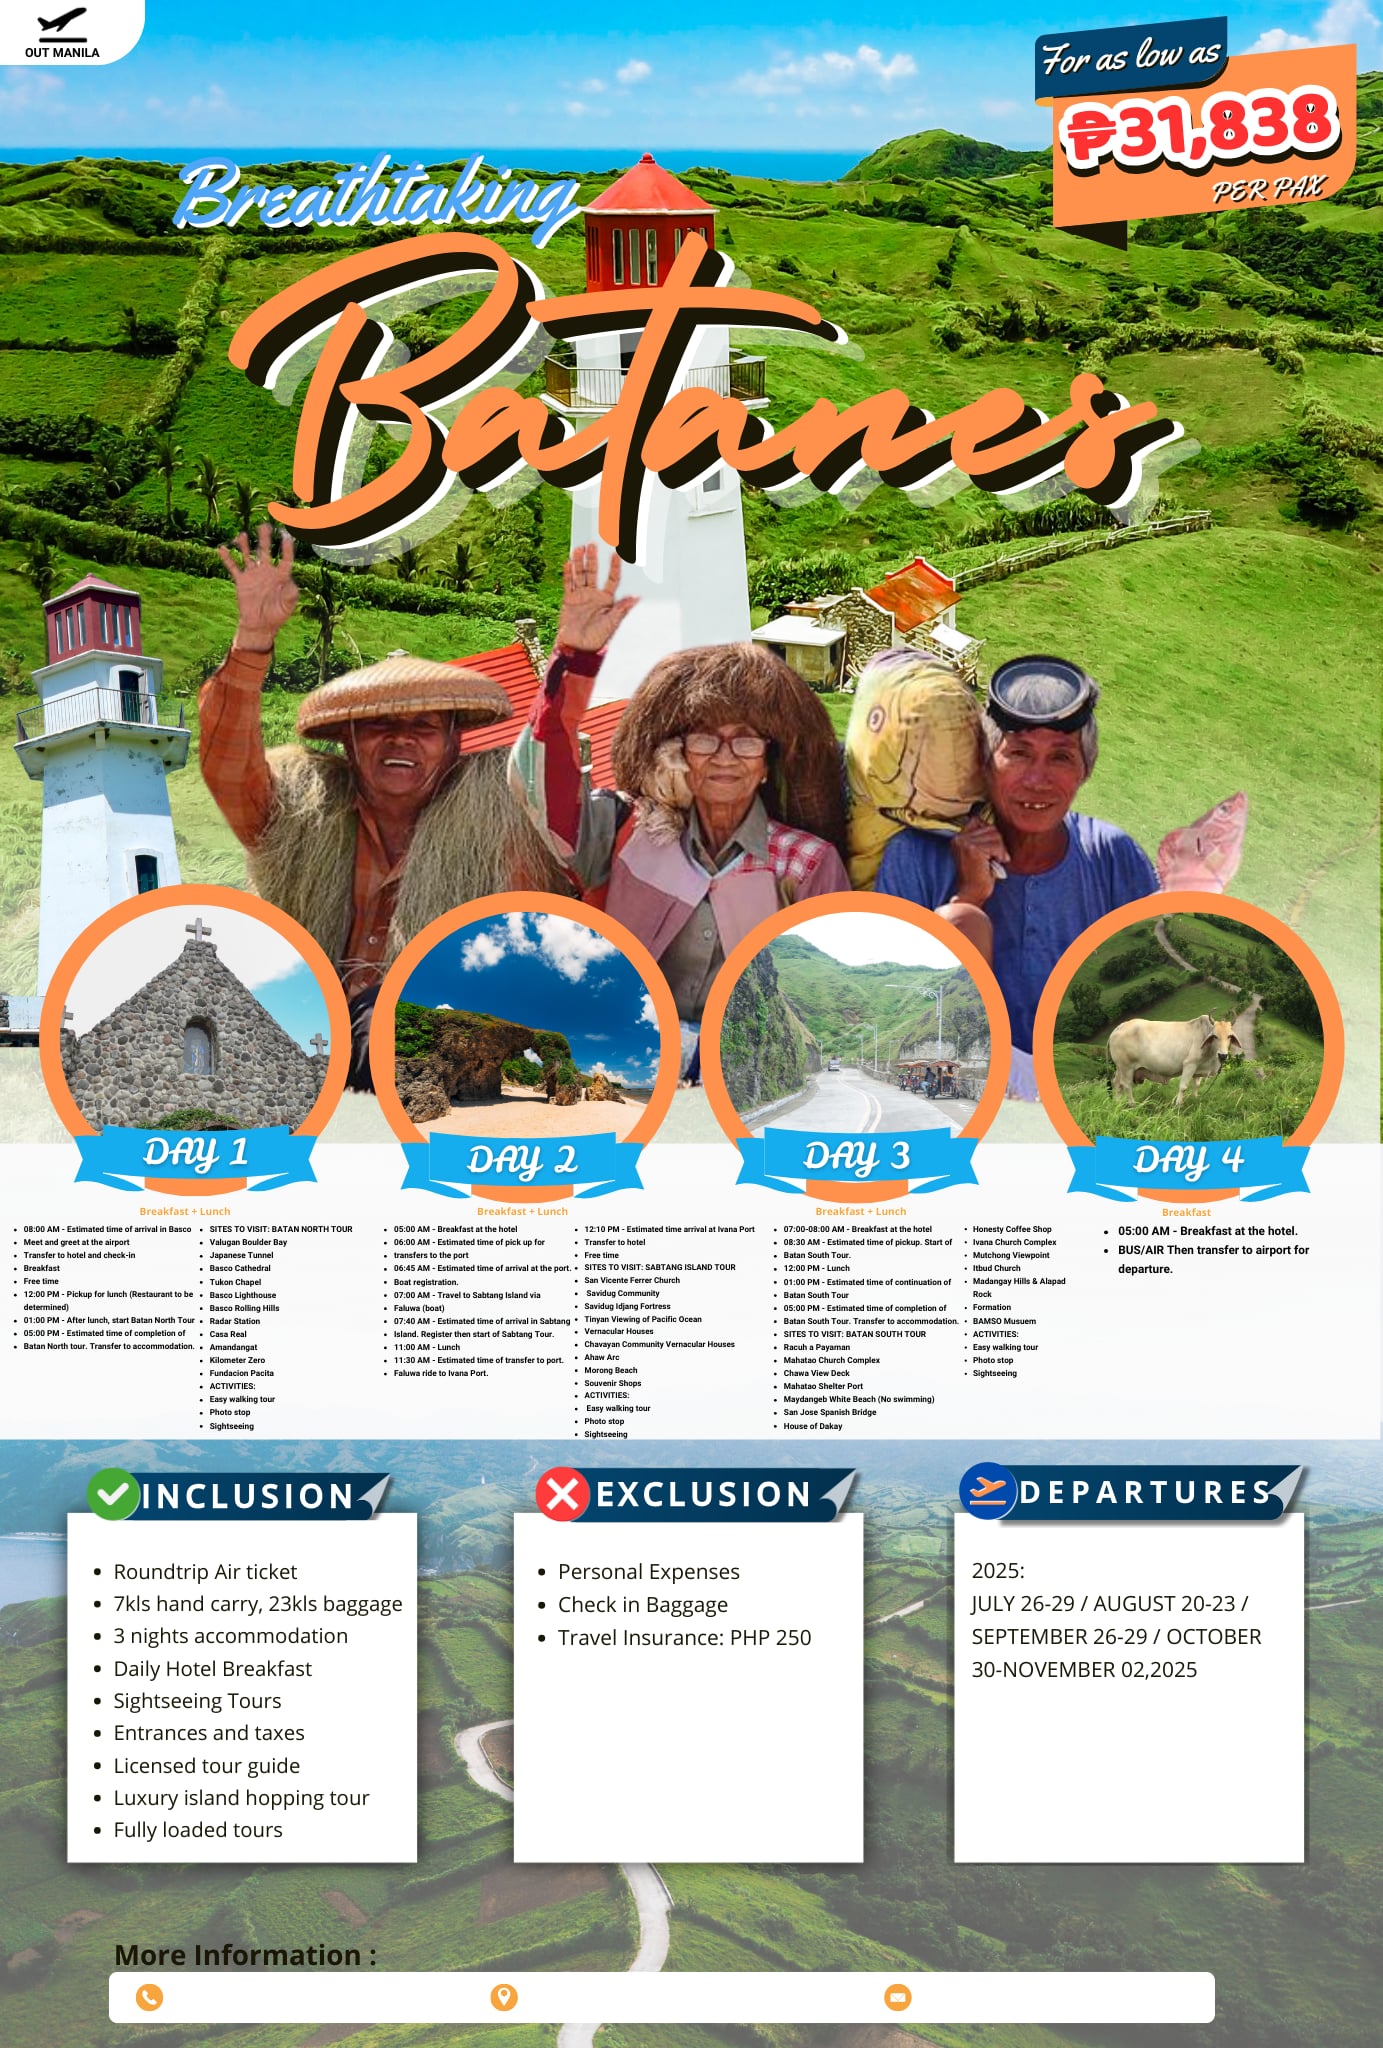 OUT MANILA
For as low as
₱31,838
PER PAX
Breathtaking
Batanes
DAY 1
Breakfast + Lunch
08:00 AM - Estimated time of arrival in Basco
Meet and greet at the airport
Transfer to hotel and check-in
Breakfast
Free time
12:00 PM - Pickup for lunch (Restaurant to be
determined)
01:00 PM - After lunch, start Batan North Tour
05:00 PM - Estimated time of completion of
Batan North tour. Transfer to accommodation.
SITES TO VISIT: BATAN NORTH TOUR
Valugan Boulder Bay
Japanese Tunnel
Basco Cathedral
Tukon Chapel
Basco Lighthouse
Basco Rolling Hills
Radar Station
Casa Real
Amandangat
Kilometer Zero
Fundacion Pacita
ACTIVITIES:
Easy walking tour
Photo stop
Sightseeing
DAY 2
Breakfast + Lunch
05:00 AM - Breakfast at the hotel
06:00 AM - Estimated time of pick up for
transfers to the port
06:45 AM - Estimated time of arrival at the port.
Boat registration.
07:00 AM - Travel to Sabtang Island via
Faluwa (boat)
07:40 AM - Estimated time of arrival in Sabtang
Island. Register then start of Sabtang Tour.
11:00 AM - Lunch
11:30 AM - Estimated time of transfer to port.
Faluwa ride to Ivana Port.
12:10 PM - Estimated time arrival at Ivana Port
Transfer to hotel
Free time
SITES TO VISIT: SABTANG ISLAND TOUR
San Vicente Ferrer Church
Savidug Community
Savidug Idjang Fortress
Tinyan Viewing of Pacific Ocean
Vernacular Houses
Chavayan Community Vernacular Houses
Ahaw Arc
Morong Beach
Souvenir Shops
ACTIVITIES:
Easy walking tour
Photo stop
Sightseeing
DAY 3
Breakfast + Lunch
07:00-08:00 AM - Breakfast at the hotel
08:30 AM - Estimated time of pickup. Start of
Batan South Tour.
12:00 PM - Lunch
01:00 PM - Estimated time of continuation of
Batan South Tour
05:00 PM - Estimated time of completion of
Batan South Tour. Transfer to accommodation.
SITES TO VISIT: BATAN SOUTH TOUR
Racuh a Payaman
Mahatao Church Complex
Chawa View Deck
Mahatao Shelter Port
Maydangeb White Beach (No swimming)
San Jose Spanish Bridge
House of Dakay
Honesty Coffee Shop
Ivana Church Complex
Mutchong Viewpoint
Itbud Church
Madangay Hills & Alapad
Rock
Formation
BAMSO Musuem
ACTIVITIES:
Easy walking tour
Photo stop
Sightseeing
DAY 4
Breakfast
05:00 AM - Breakfast at the hotel.
BUS/AIR Then transfer to airport for
departure.
INCLUSION
Roundtrip Air ticket
7kls hand carry, 23kls baggage
3 nights accommodation
Daily Hotel Breakfast
Sightseeing Tours
Entrances and taxes
Licensed tour guide
Luxury island hopping tour
Fully loaded tours
EXCLUSION
Personal Expenses
Check in Baggage
Travel Insurance: PHP 250
DEPARTURES
2025:
JULY 26-29 / AUGUST 20-23 /
SEPTEMBER 26-29 / OCTOBER
30-NOVEMBER 02,2025
More Information :